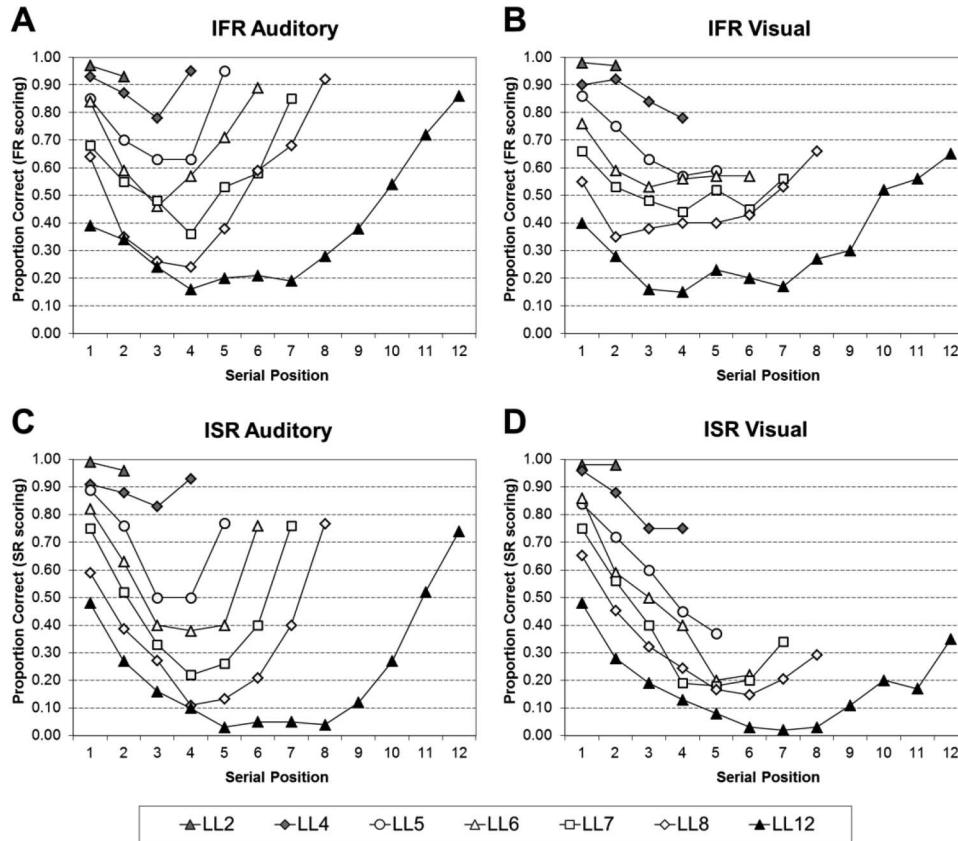 A
IFR Auditory
Proportion Correct (FR scoring)
1.00
0.90
0.80
0.70
0.60
0.50
0.40
0.30
0.20
0.10
0.00
1 2 3 4 5 6 7 8 9 10 11 12
Serial Position
B
IFR Visual
Proportion Correct (FR scoring)
1.00
0.90
0.80
0.70
0.60
0.50
0.40
0.30
0.20
0.10
0.00
1 2 3 4 5 6 7 8 9 10 11 12
Serial Position
C
ISR Auditory
Proportion Correct (SR scoring)
1.00
0.90
0.80
0.70
0.60
0.50
0.40
0.30
0.20
0.10
0.00
1 2 3 4 5 6 7 8 9 10 11 12
Serial Position
D
ISR Visual
Proportion Correct (SR scoring)
1.00
0.90
0.80
0.70
0.60
0.50
0.40
0.30
0.20
0.10
0.00
1 2 3 4 5 6 7 8 9 10 11 12
Serial Position
LL2 LL4 LL5 LL6 LL7 LL8 LL12